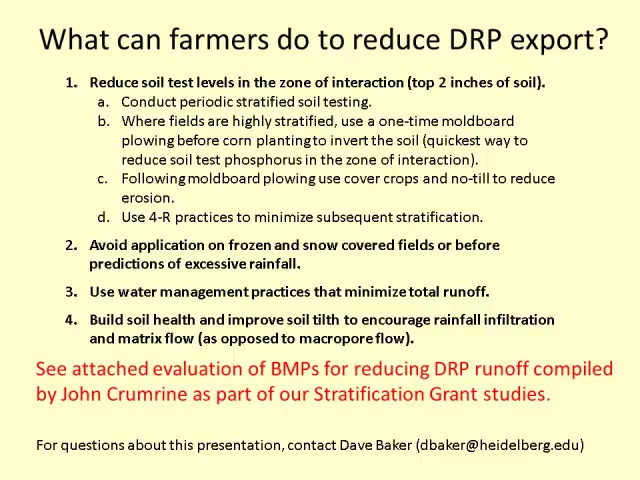 What can farmers do to reduce DRP export?
1. Reduce soil test levels in the zone of interaction (top 2 inches of soil).
a. Conduct periodic stratified soil testing.
b. Where fields are highly stratified, use a one-time moldboard
plowing before corn planting to invert the soil (quickest way to
reduce soil test phosphorus in the zone of interaction).
c. Following moldboard plowing use cover crops and no-till to reduce
erosion.
d. Use 4-R practices to minimize subsequent stratification.
2. Avoid application on frozen and snow covered fields or before
predictions of excessive rainfall.
3. Use water management practices that minimize total runoff.
4. Build soil health and improve soil tilth to encourage rainfall infiltration
and matrix flow (as opposed to macropore flow).
See attached evaluation of BMPs for reducing DRP runoff compiled
by John Crumrine as part of our Stratification Grant studies.
For questions about this presentation, contact Dave Baker (dbaker@heidelberg.edu)